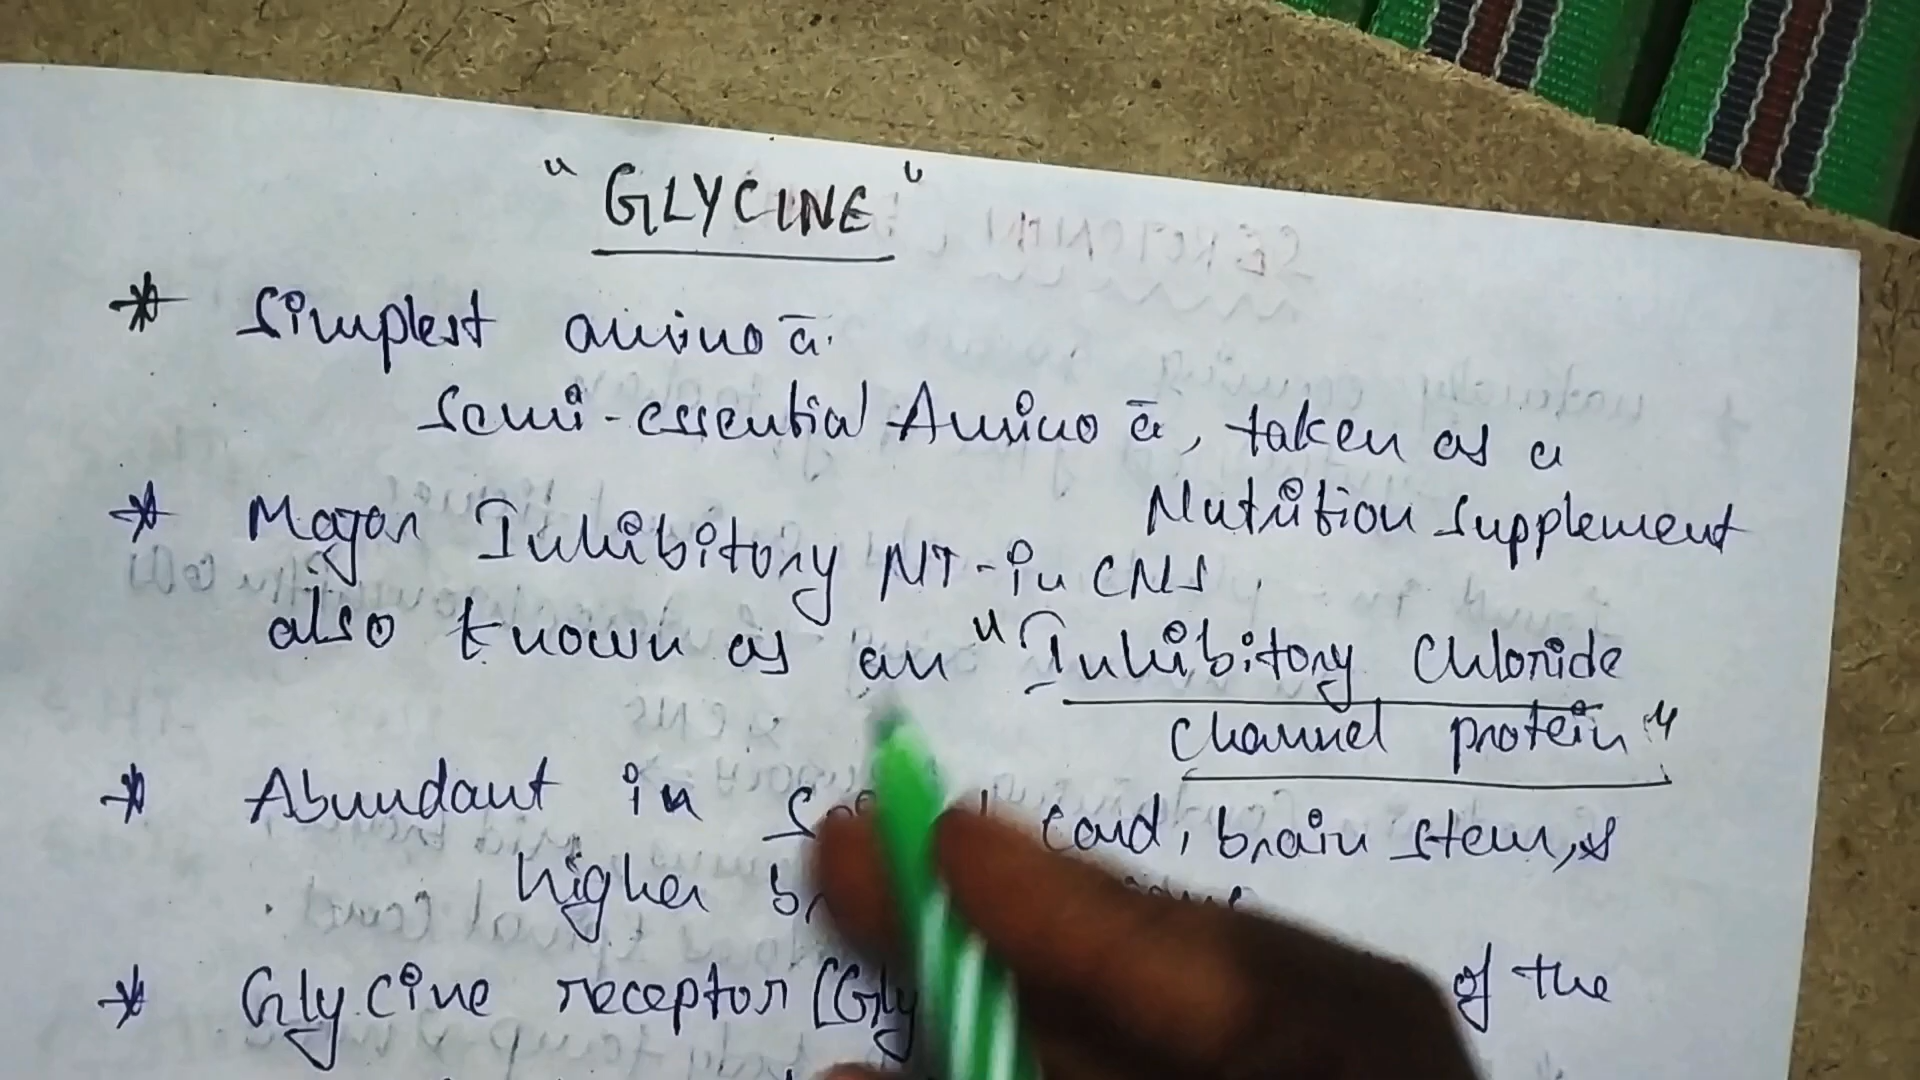 "GLYCINE"
* Simplest amino ā.
Semi-essential Amino ā, taken as a
Nutrition Supplement
* Major Inhibitory NT-in CNS
also known as an "Inhibitory Chloride
Channel protein"
* Abundant in cord, brain stem, &
higher
* Glycine receptor (Gly of the